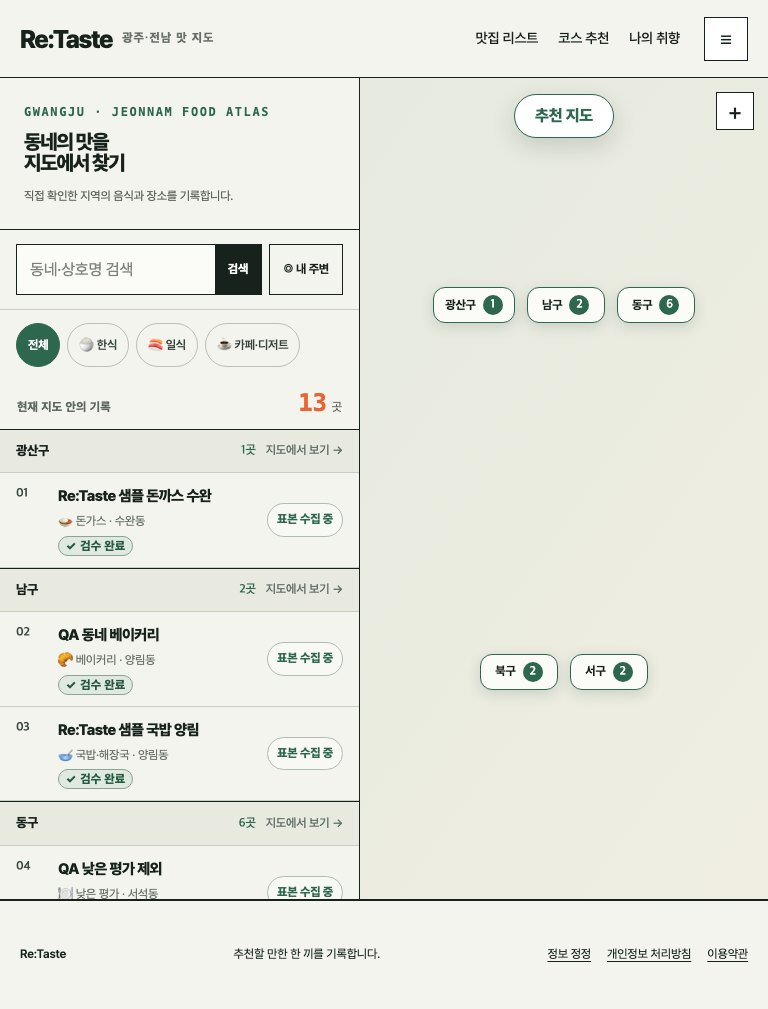 Re:Taste 광주·전남 맛 지도
맛집 리스트 코스 추천 나의 취향 ≡
GWANGJU · JEONNAM FOOD ATLAS
동네의 맛을
지도에서 찾기
직접 확인한 지역의 음식과 장소를 기록합니다.
동네·상호명 검색 검색 ◎ 내 주변
전체 🍚 한식 🍣 일식 ☕ 카페·디저트
현재 지도 안의 기록 13 곳
광산구 1곳 지도에서 보기 →
01 Re:Taste 샘플 돈까스 수완
돈가스 · 수완동
✓ 검수 완료
표본 수집 중
남구 2곳 지도에서 보기 →
02 QA 동네 베이커리
🥐 베이커리 · 양림동
✓ 검수 완료
표본 수집 중
03 Re:Taste 샘플 국밥 양림
국밥·해장국 · 양림동
✓ 검수 완료
표본 수집 중
동구 6곳 지도에서 보기 →
04 QA 낮은 평가 제외
🍽 낮은 평가 · 서석동
표본 수집 중
추천 지도
+
광산구 1 남구 2 동구 6
북구 2 서구 2
Re:Taste
추천할 만한 한 끼를 기록합니다.
정보 정정 개인정보 처리방침 이용약관